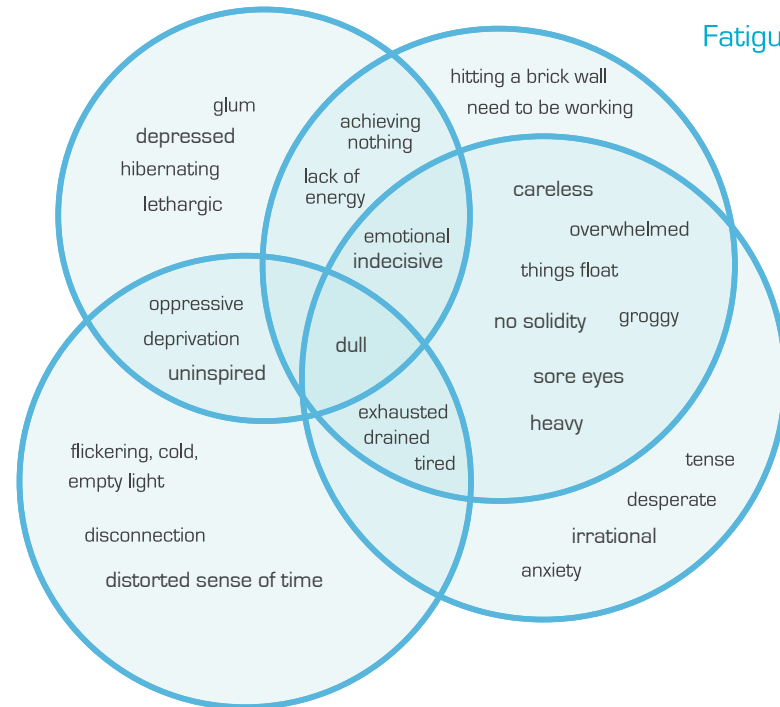 Fatigu
hitting a brick wall
need to be working
glum
depressed
hibernating
lethargic
achieving
nothing
lack of
energy
emotional
indecisive
careless
overwhelmed
things float
no solidity
groggy
sore eyes
heavy
oppressive
deprivation
uninspired
dull
exhausted
drained
tired
flickering, cold,
empty light
disconnection
distorted sense of time
tense
desperate
irrational
anxiety